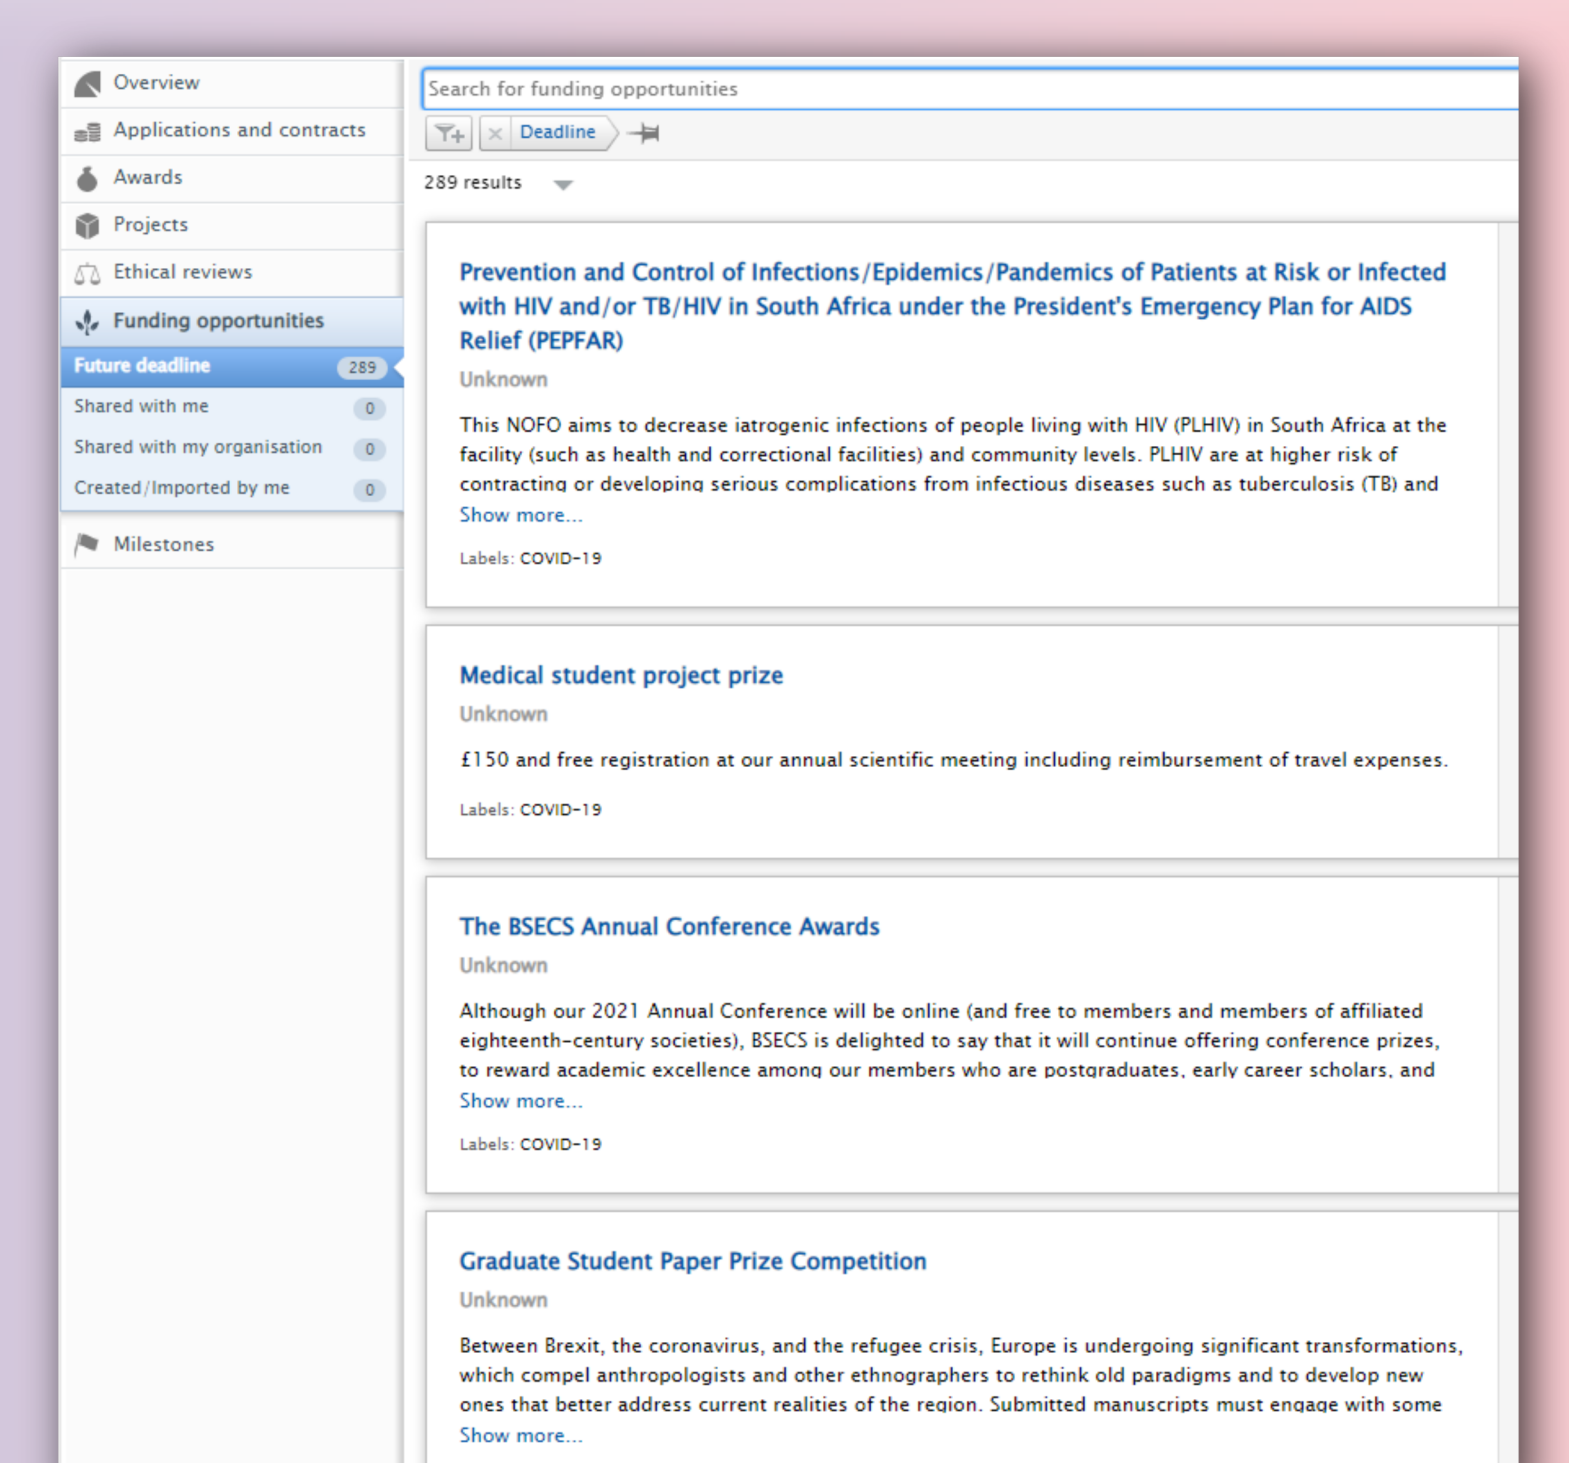 Overview
Applications and contracts
Awards
Projects
Ethical reviews
Funding opportunities
Future deadline 289
Shared with me 0
Shared with my organisation 0
Created/Imported by me 0
Milestones
Search for funding opportunities
Deadline
289 results
Prevention and Control of Infections/Epidemics/Pandemics of Patients at Risk or Infected
with HIV and/or TB/HIV in South Africa under the President's Emergency Plan for AIDS
Relief (PEPFAR)
Unknown
This NOFO aims to decrease iatrogenic infections of people living with HIV (PLHIV) in South Africa at the
facility (such as health and correctional facilities) and community levels. PLHIV are at higher risk of
contracting or developing serious complications from infectious diseases such as tuberculosis (TB) and
Show more...
Labels: COVID-19
Medical student project prize
Unknown
£150 and free registration at our annual scientific meeting including reimbursement of travel expenses.
Labels: COVID-19
The BSECS Annual Conference Awards
Unknown
Although our 2021 Annual Conference will be online (and free to members and members of affiliated
eighteenth-century societies), BSECS is delighted to say that it will continue offering conference prizes,
to reward academic excellence among our members who are postgraduates, early career scholars, and
Show more...
Labels: COVID-19
Graduate Student Paper Prize Competition
Unknown
Between Brexit, the coronavirus, and the refugee crisis, Europe is undergoing significant transformations,
which compel anthropologists and other ethnographers to rethink old paradigms and to develop new
ones that better address current realities of the region. Submitted manuscripts must engage with some
Show more...